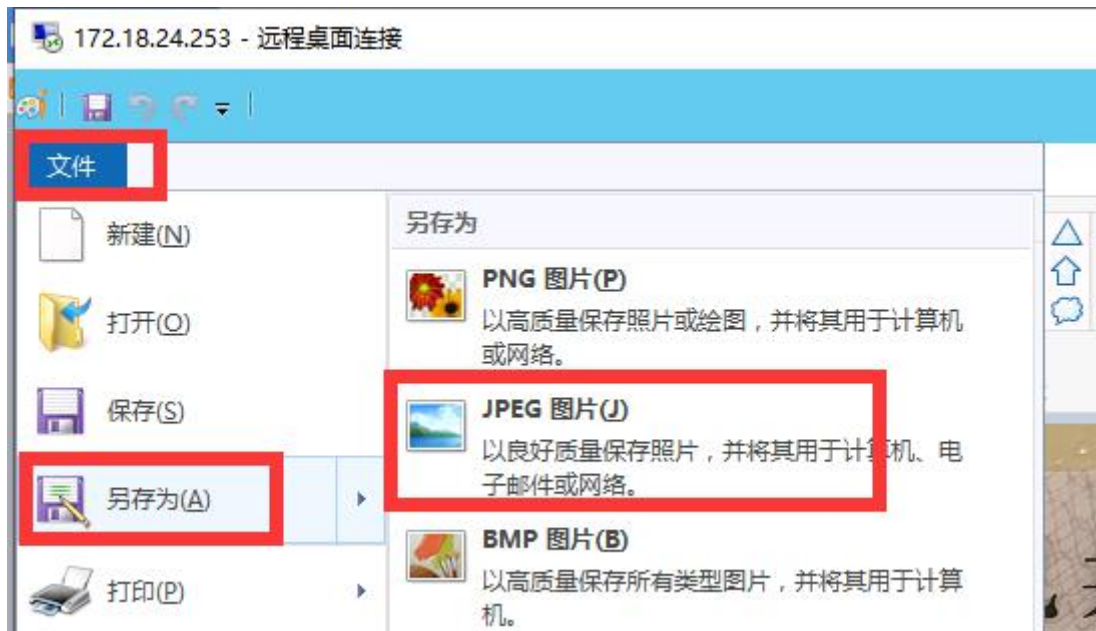 172.18.24.253 - 远程桌面连接
文件
新建(N)
打开(O)
保存(S)
另存为(A)
打印(P)
另存为
PNG 图片(P)
以高质量保存照片或绘图，并将其用于计算机
或网络。
JPEG 图片(J)
以良好质量保存照片，并将其用于计算机、电
子邮件或网络。
BMP 图片(B)
以高质量保存所有类型图片，并将其用于计算
机。